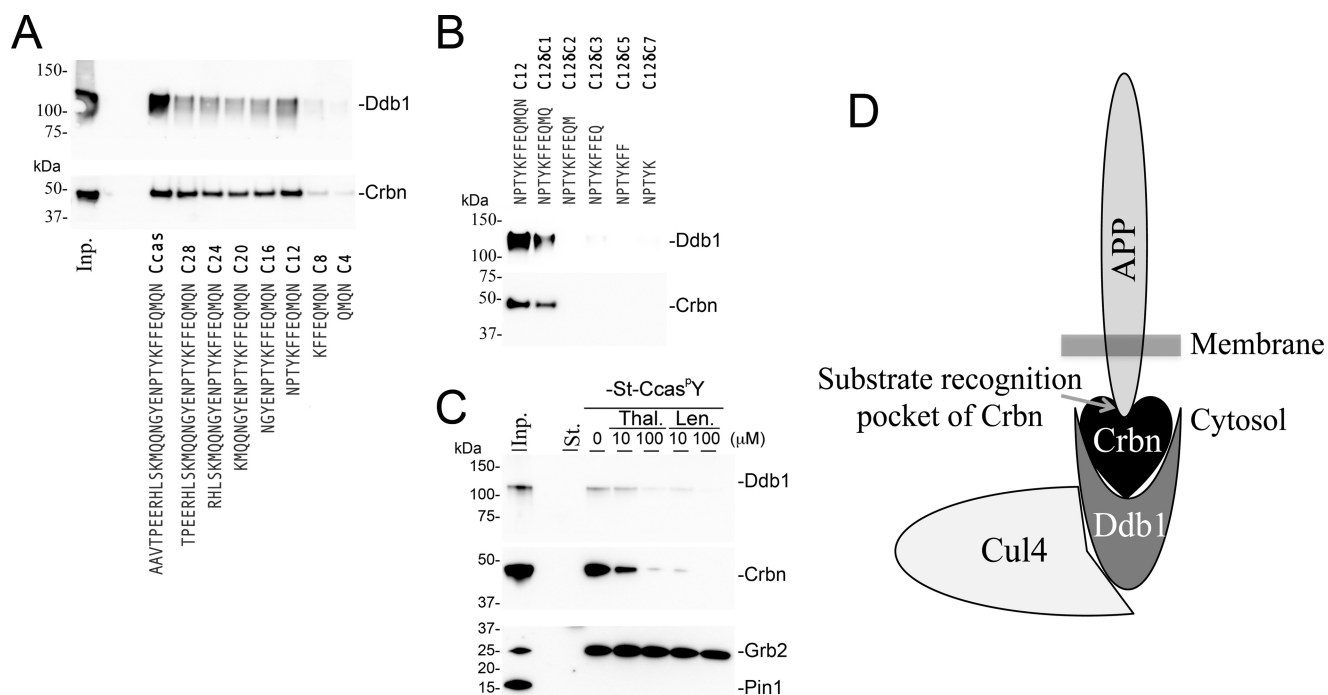 A
150-
100-
75-
-Ddb1
kDa
50-
37-
-Crbn
Inp.
AAVTPEERHLSKMQQNGYENPTYKFFEQMQN Ccas
TPEERHLSKMQQNGYENPTYKFFEQMQN C28
RHLSKMQQNGYENPTYKFFEQMQN C24
KMQQNGYENPTYKFFEQMQN C20
NGYENPTYKFFEQMQN C16
NPTYKFFEQMQN C12
KFFEQMQN C8
QMQN C4
B
NPTYKFFEQMQN C12
NPTYKFFEQMQ C12δC1
NPTYKFFEQM C12δC2
NPTYKFFEQ C12δC3
NPTYKFF C12δC5
NPTYK C12δC7
kDa
150-
100-
75-
50-
37-
-Ddb1
-Crbn
C
-St-CcasᴾY
Inp.
St.
Thal. Len.
0 10 100 10 100 (μM)
kDa
150-
100-
75-
-Ddb1
50-
37-
-Crbn
37-
25-
20-
15-
-Grb2
-Pin1
D
APP
Membrane
Substrate recognition
pocket of Crbn
Cytosol
Crbn
Ddb1
Cul4